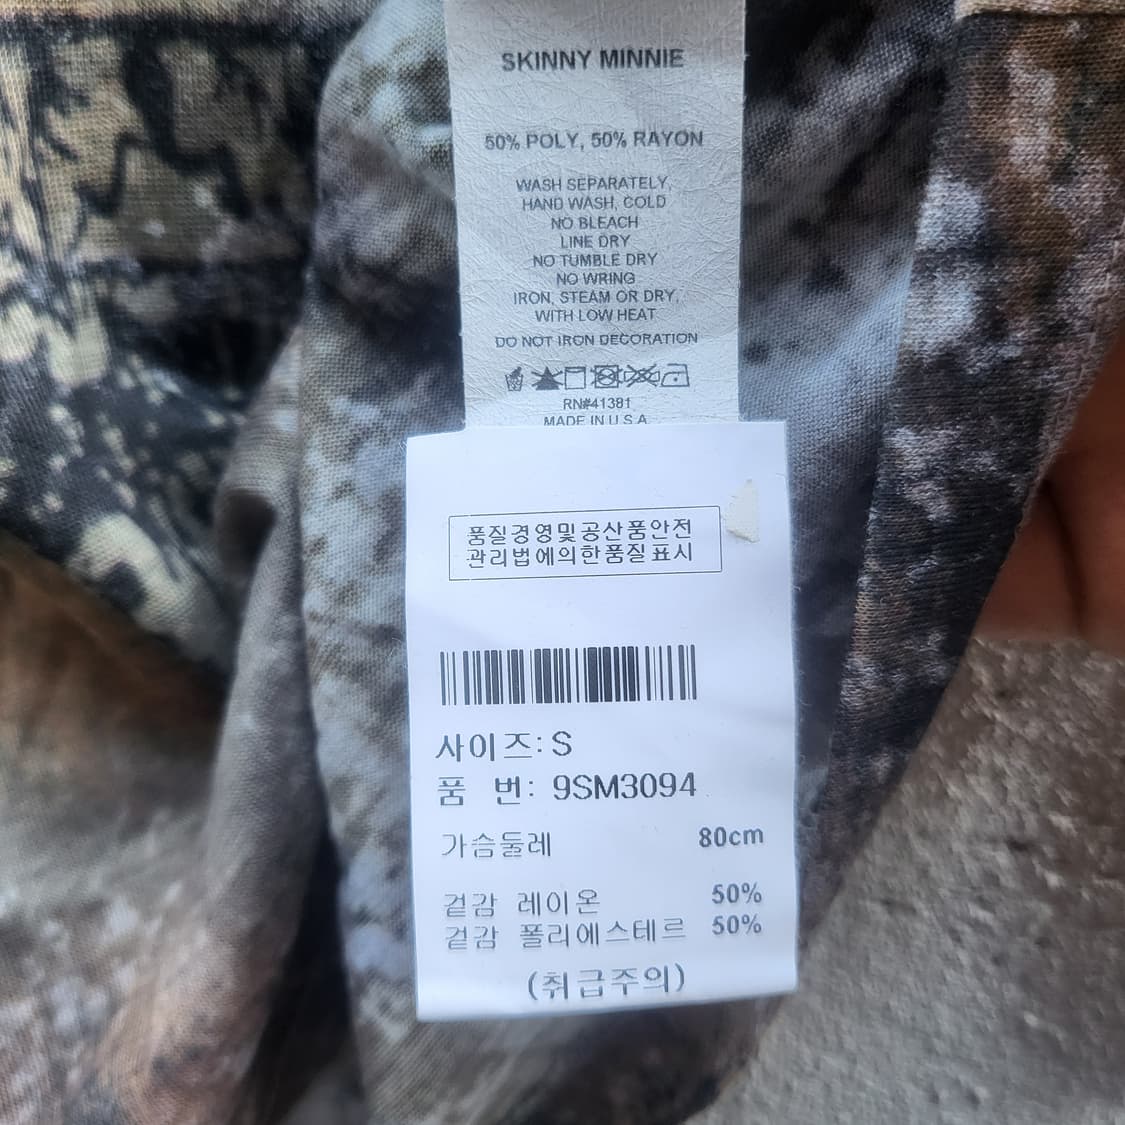 SKINNY MINNIE
50% POLY, 50% RAYON
WASH SEPARATELY,
HAND WASH, COLD
NO BLEACH
LINE DRY
NO TUMBLE DRY
NO WRING
IRON, STEAM OR DRY,
WITH LOW HEAT
DO NOT IRON DECORATION
RN#41381
MADE IN U.S.A.
품질경영및공산품안전
관리법에의한품질표시
사이즈: S
품 번: 9SM3094
가슴둘레 80cm
겉감 레이온 50%
겉감 폴리에스테르 50%
(취급주의)